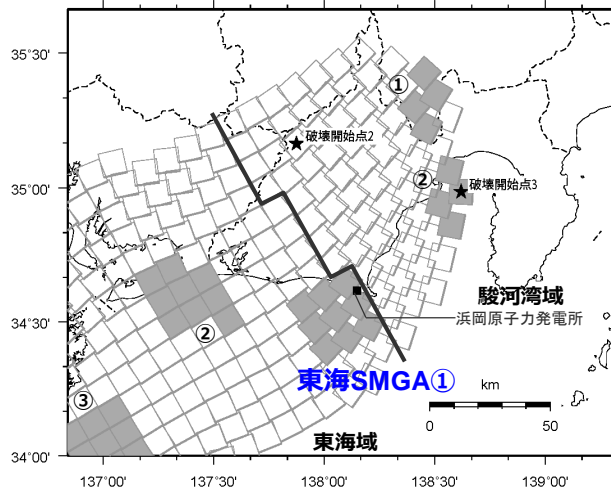 35°30'
①
破壊開始点2
35°00'
②
破壊開始点3
駿河湾域
34°30'
②
浜岡原子力発電所
東海SMGA①
③
km
0
50
東海域
34°00'
137°00'
137°30'
138°00'
138°30'
139°00'